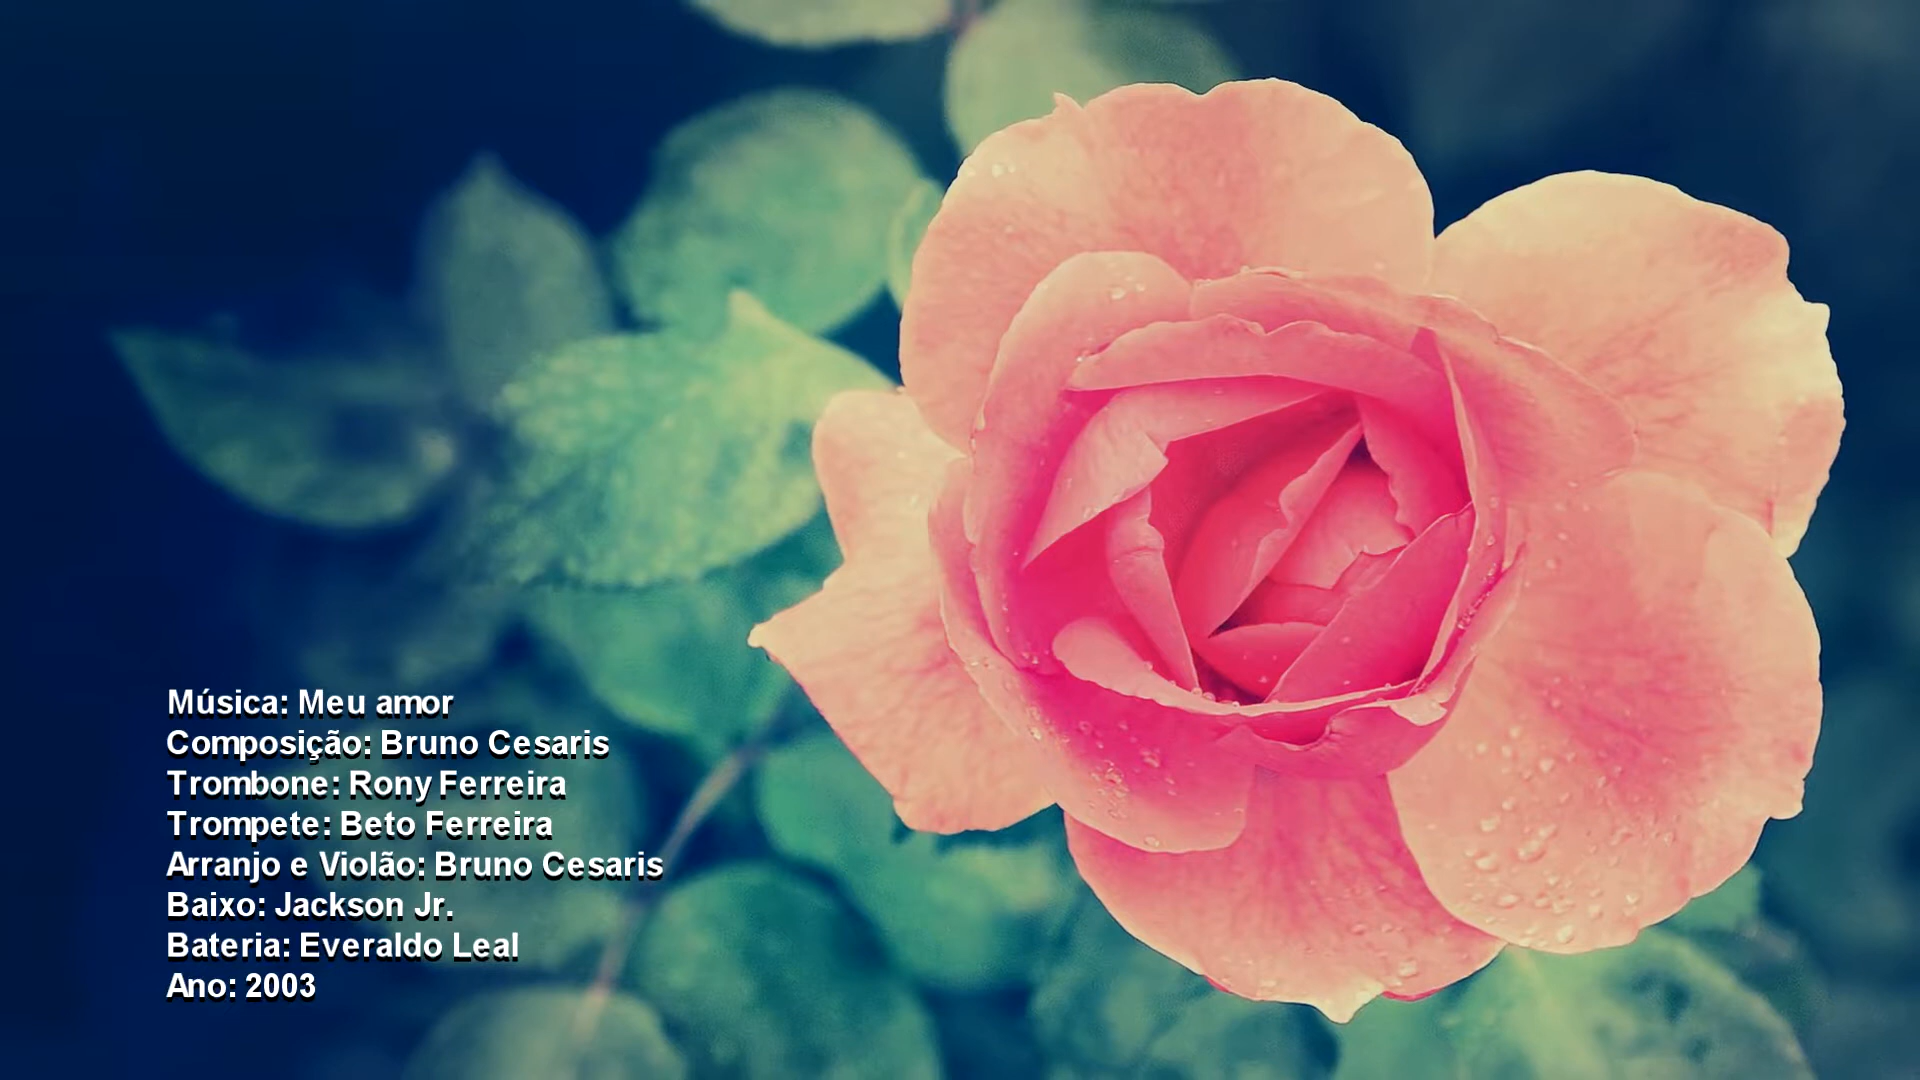 Música: Meu amor
Composição: Bruno Cesaris
Trombone: Rony Ferreira
Trompete: Beto Ferreira
Arranjo e Violão: Bruno Cesaris
Baixo: Jackson Jr.
Bateria: Everaldo Leal
Ano: 2003